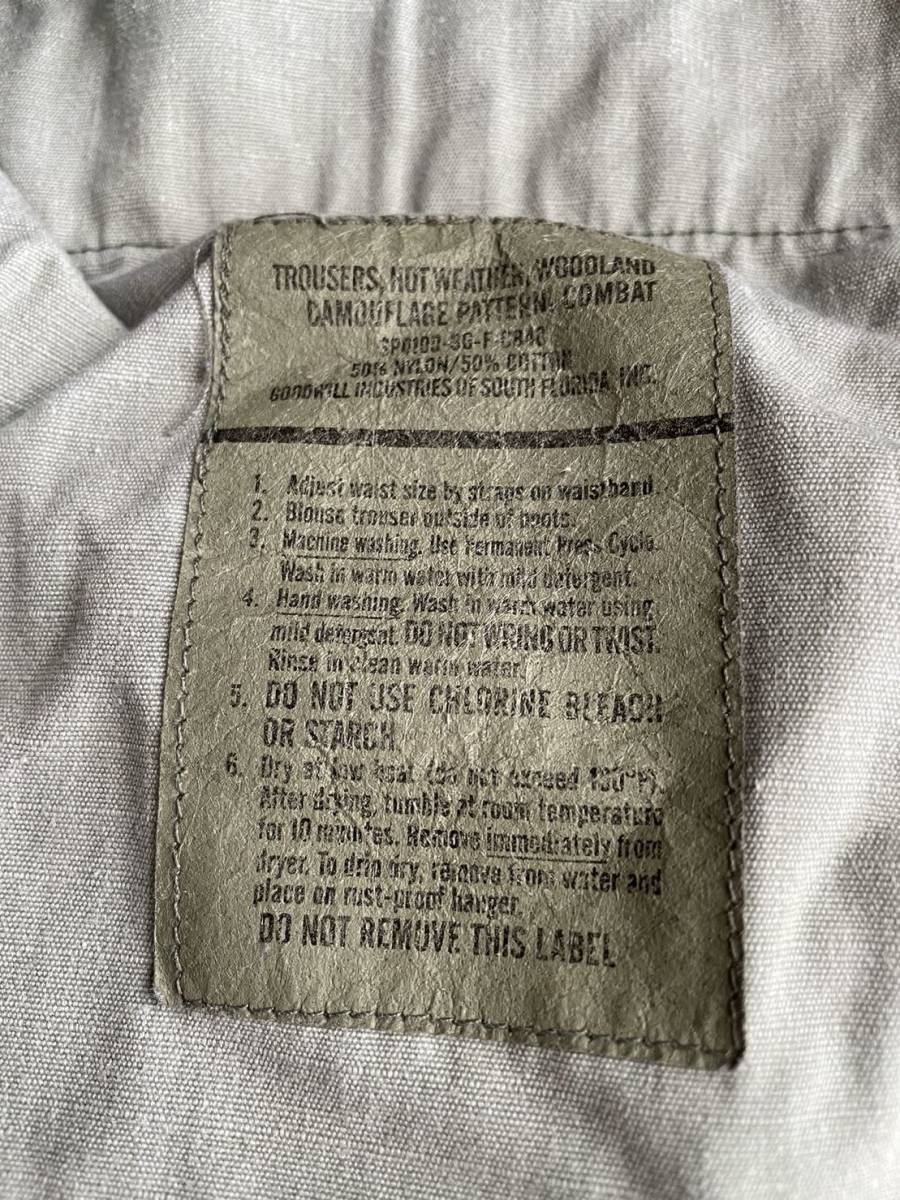 TROUSERS, HOT WEATHER, WOODLAND
CAMOUFLAGE PATTERN: COMBAT
50% NYLON/50% COTTON
GOODWILL INDUSTRIES OF SOUTH FLORIDA, INC.
1. Adjust waist size by straps on waistband.
2. Blouse trouser outside of boots.
3. Machine washing. Use Permanent Press Cycle.
Wash in warm water with mild detergent.
4. Hand washing. Wash in warm water using
mild detergent. DO NOT WRING OR TWIST.
Rinse in clean warm water.
5. DO NOT USE CHLORINE BLEACH
OR STARCH.
6. Dry at low heat (do not exceed 130°F).
After drying, tumble at room temperature
for 10 minutes. Remove immediately from
dryer. To drip dry, remove from water and
place on rust-proof hanger.
DO NOT REMOVE THIS LABEL